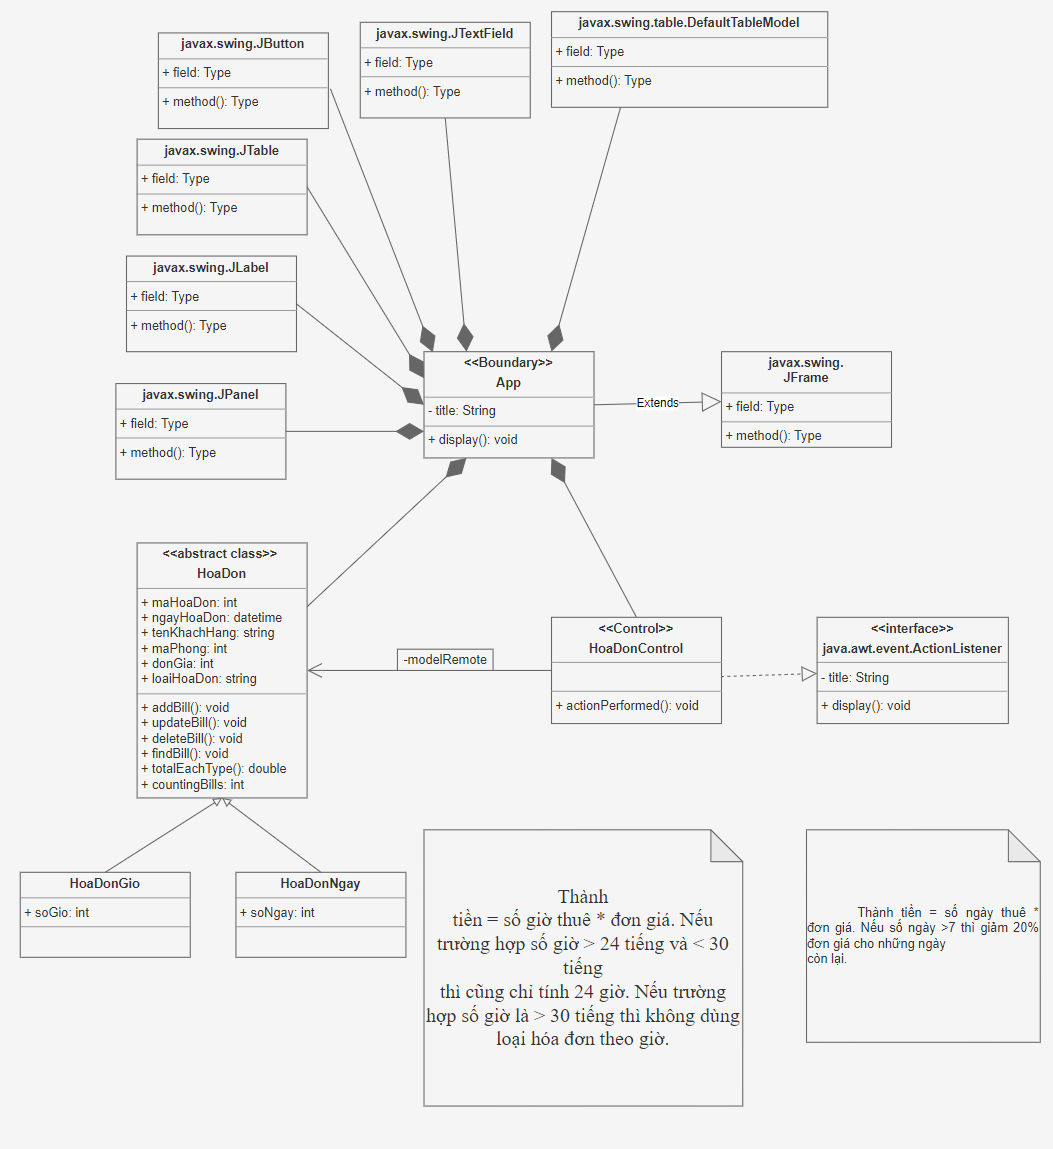 javax.swing.JButton
+ field: Type
+ method(): Type
javax.swing.JTextField
+ field: Type
+ method(): Type
javax.swing.table.DefaultTableModel
+ field: Type
+ method(): Type
javax.swing.JTable
+ field: Type
+ method(): Type
javax.swing.JLabel
+ field: Type
+ method(): Type
javax.swing.JPanel
+ field: Type
+ method(): Type
<<Boundary>>
App
- title: String
+ display(): void
Extends
javax.swing.
JFrame
+ field: Type
+ method(): Type
<<abstract class>>
HoaDon
+ maHoaDon: int
+ ngayHoaDon: datetime
+ tenKhachHang: string
+ maPhong: int
+ donGia: int
+ loaiHoaDon: string
+ addBill(): void
+ updateBill(): void
+ deleteBill(): void
+ findBill(): void
+ totalEachType(): double
+ countingBills: int
-modelRemote
<<Control>>
HoaDonControl
+ actionPerformed(): void
<<interface>>
java.awt.event.ActionListener
- title: String
+ display(): void
HoaDonGio
+ soGio: int
HoaDonNgay
+ soNgay: int
Thành
tiền = số giờ thuê * đơn giá. Nếu
trường hợp số giờ > 24 tiếng và < 30
tiếng
thì cũng chỉ tính 24 giờ. Nếu trường
hợp số giờ là > 30 tiếng thì không dùng
loại hóa đơn theo giờ.
Thành tiền = số ngày thuê *
đơn giá. Nếu số ngày >7 thì giảm 20%
đơn giá cho những ngày
còn lại.